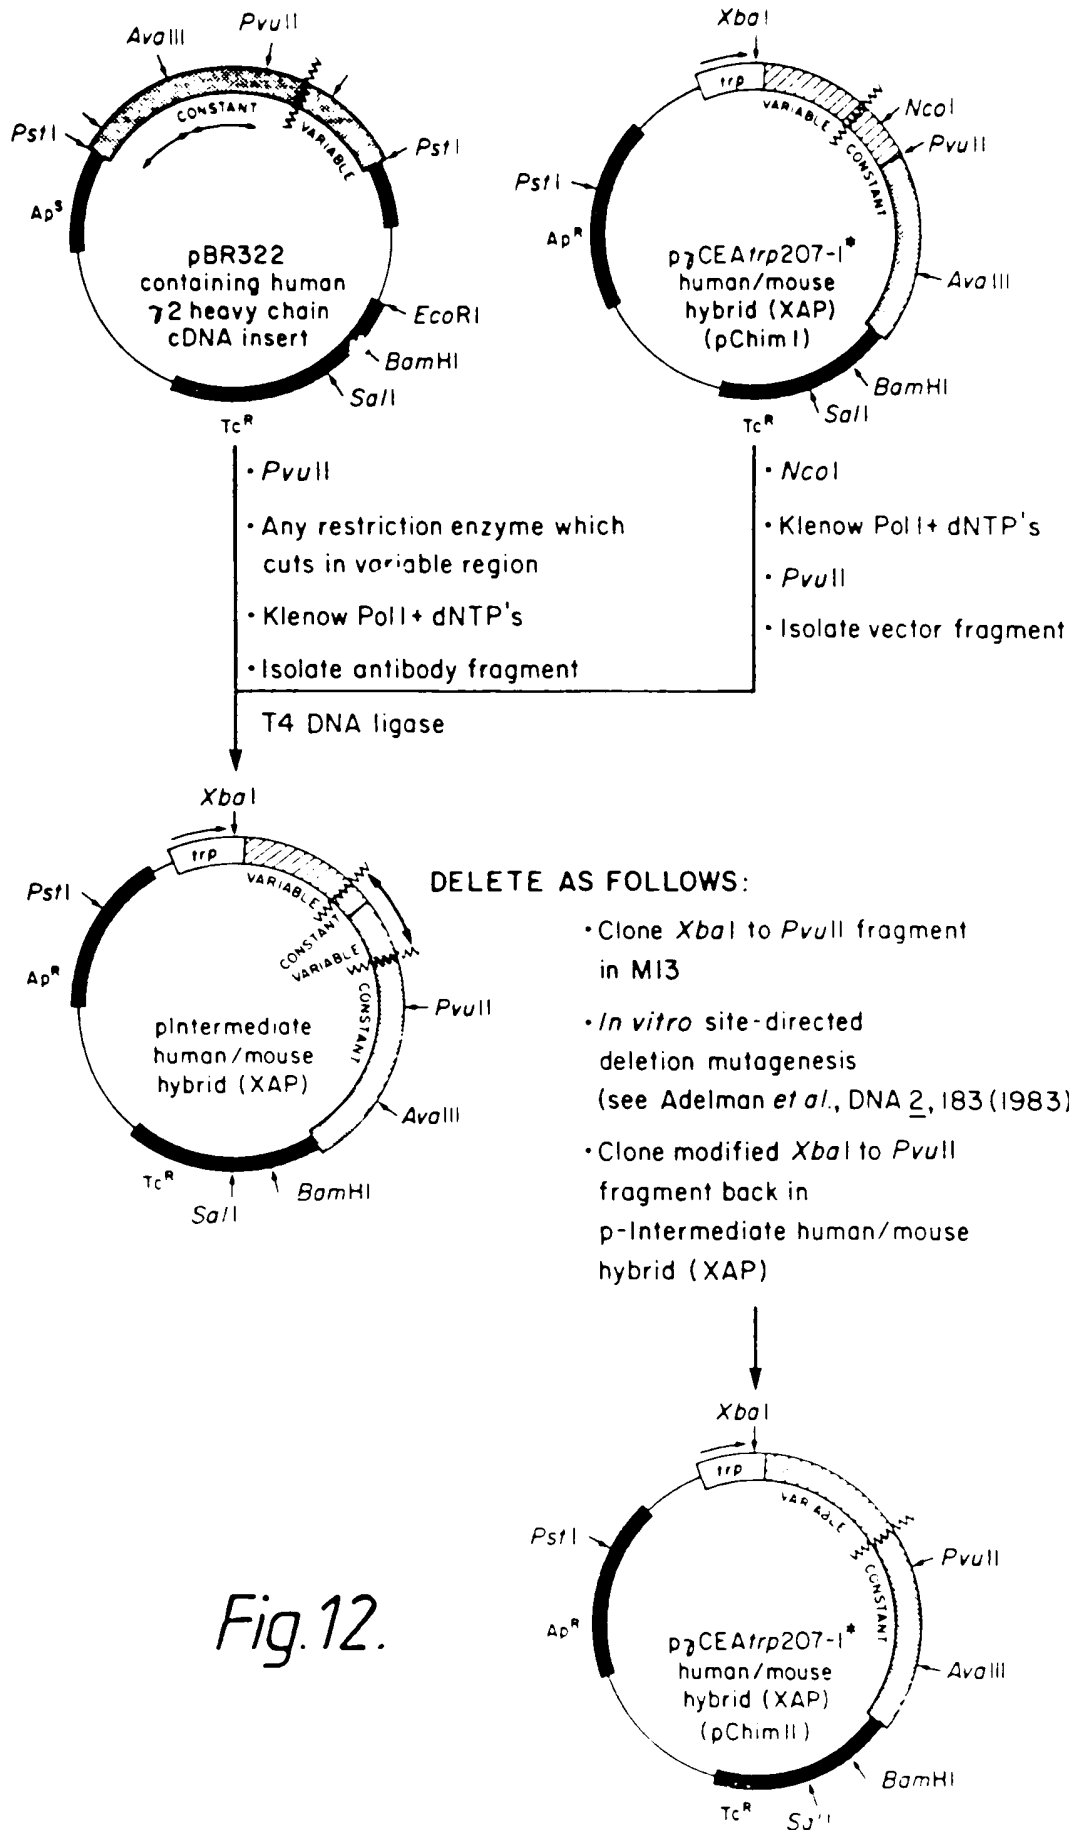 PvuII
AvaIII
PstI
CONSTANT
VARIABLE
PstI
Ap^S
pBR322
containing human
γ2 heavy chain
cDNA insert
EcoRI
BamHI
SalI
Tc^R
XbaI
trp
VARIABLE
CONSTANT
NcoI
PvuII
PstI
Ap^R
pγCEAtrp207-1*
human/mouse
hybrid (XAP)
(pChim I)
AvaIII
BamHI
SalI
Tc^R
· PvuII
· Any restriction enzyme which
cuts in variable region
· Klenow Pol I + dNTP's
· Isolate antibody fragment
· NcoI
· Klenow Pol I + dNTP's
· PvuII
· Isolate vector fragment
T4 DNA ligase
XbaI
trp
VARIABLE
CONSTANT
VARIABLE
CONSTANT
PstI
Ap^R
PvuII
pIntermediate
human/mouse
hybrid (XAP)
AvaIII
Tc^R
SalI
BamHI
DELETE AS FOLLOWS:
· Clone XbaI to PvuII fragment
in M13
· In vitro site-directed
deletion mutagenesis
(see Adelman et al., DNA 2, 183 (1983)
· Clone modified XbaI to PvuII
fragment back in
p-Intermediate human/mouse
hybrid (XAP)
XbaI
trp
VARIABLE
CONSTANT
PstI
PvuII
Ap^R
pγCEAtrp207-1*
human/mouse
hybrid (XAP)
(pChim II)
AvaIII
BamHI
Tc^R
Fig. 12.